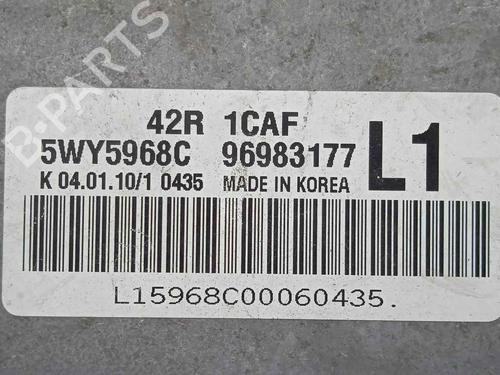 42R 1CAF
5WY5968C 96983177 L1
K 04.01.10/1 0435 MADE IN KOREA
L15968C00060435.
B-PARTS